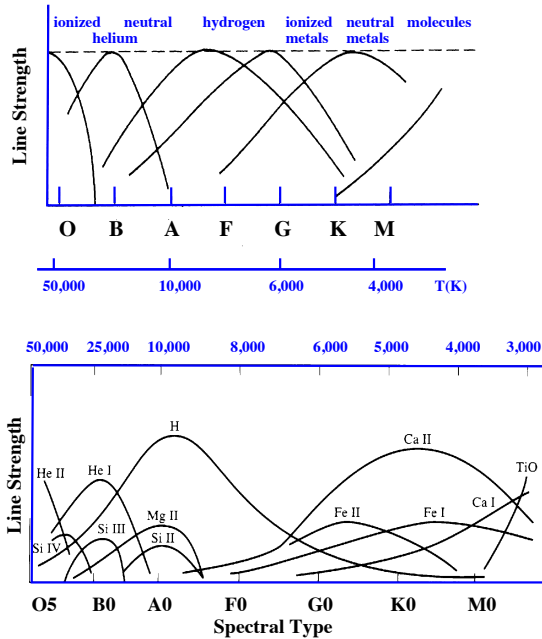 ionized neutral hydrogen ionized neutral molecules
helium metals metals
Line Strength
O B A F G K M
50,000 10,000 6,000 4,000 T(K)
50,000 25,000 10,000 8,000 6,000 5,000 4,000 3,000
Line Strength
H
Ca II
He II He I TiO
Ca I
Mg II Fe II Fe I
Si III
Si IV Si II
O5 B0 A0 F0 G0 K0 M0
Spectral Type